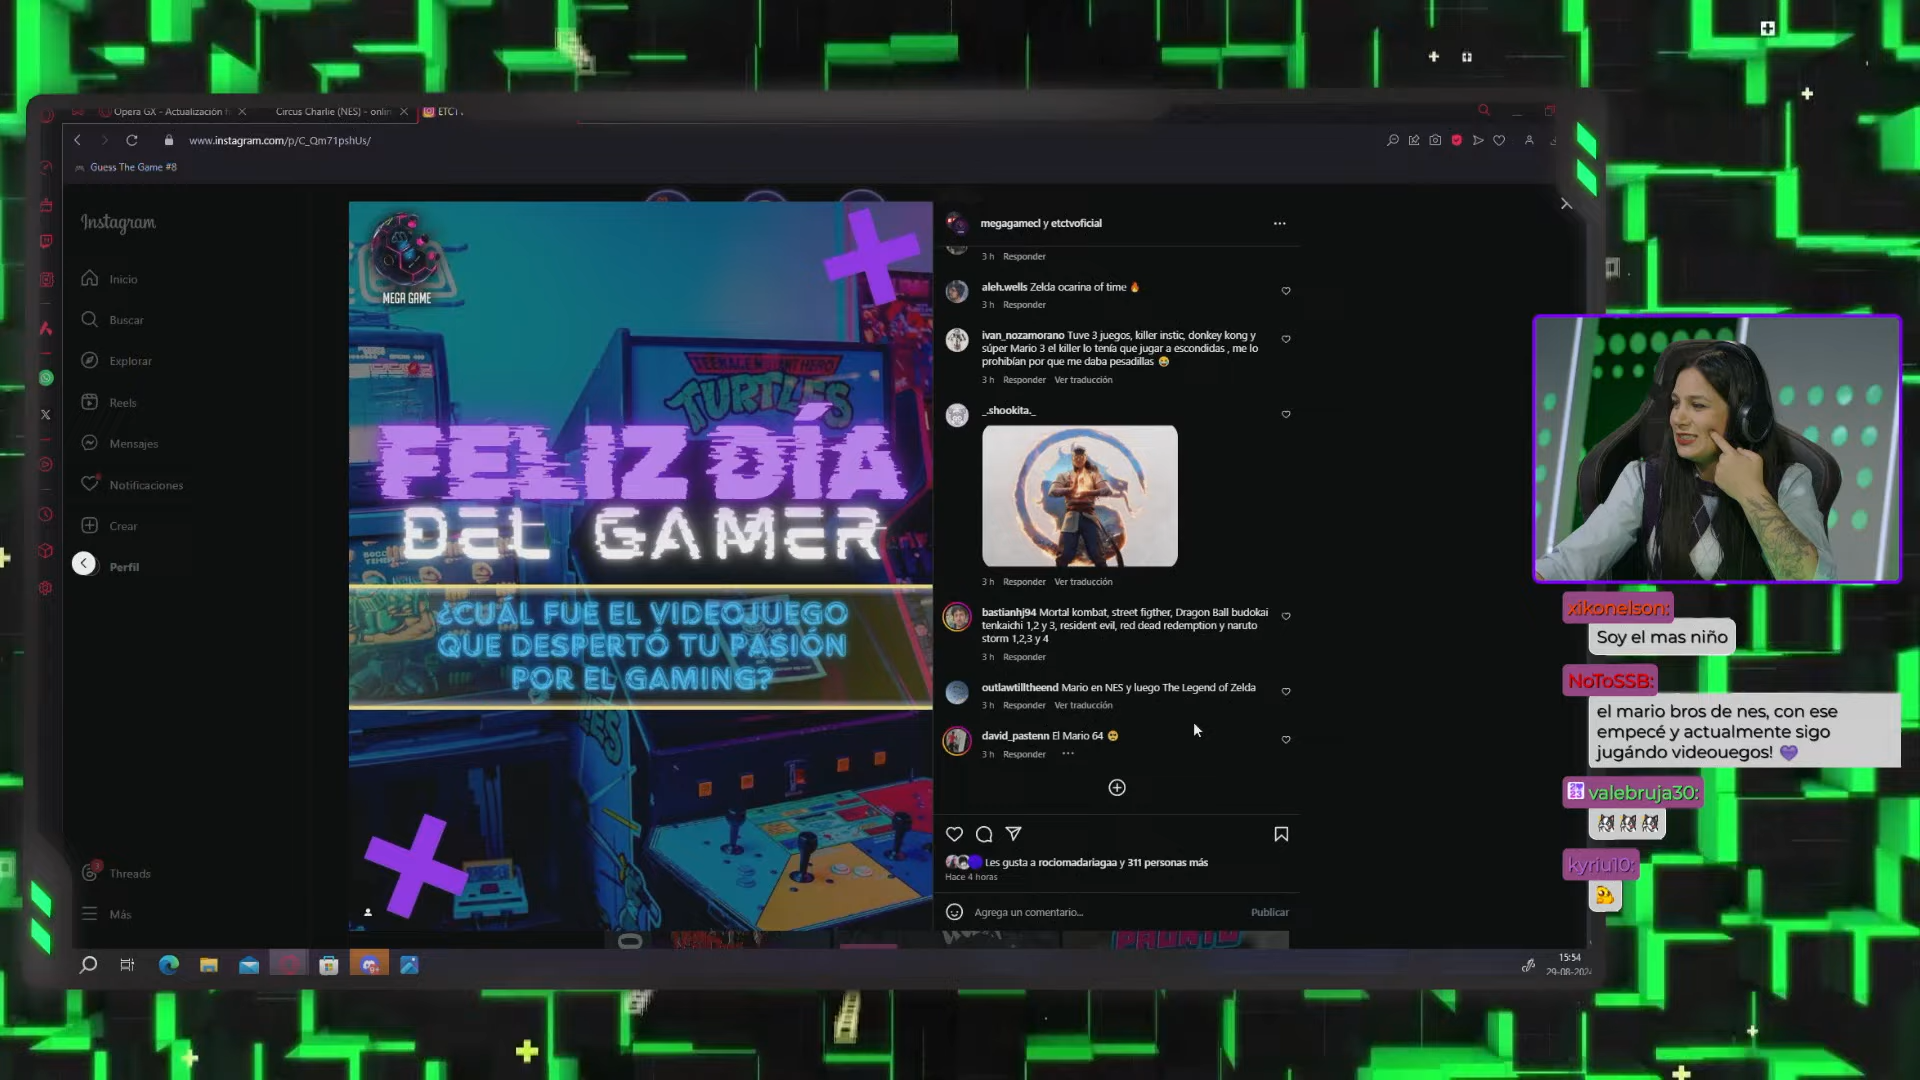 Opera GX - Actualización
Circus Charlie (NES) - onlin
www.instagram.com/p/C_Qm71pshUs/
Guess The Game #8
Instagram
Inicio
Buscar
Explorar
Reels
Mensajes
Notificaciones
Crear
Perfil
Threads
Más
MEGA GAME
TEENAGE MUTANT HERO
TURTLES
FELIZ DÍA
DEL GAMER
¿CUÁL FUE EL VIDEOJUEGO
QUE DESPERTÓ TU PASIÓN
POR EL GAMING?
megagamecl y etctvoficial
3 h Responder
aleh.wells Zelda ocarina of time 🔥
3 h Responder
ivan_nozamorano Tuve 3 juegos, killer instic, donkey kong y
súper Mario 3 el killer lo tenía que jugar a escondidas , me lo
prohibían por que me daba pesadillas 😭
3 h Responder Ver traducción
_.shookita._
3 h Responder Ver traducción
bastianhj94 Mortal kombat, street figther, Dragon Ball budokai
tenkaichi 1,2 y 3, resident evil, red dead redemption y naruto
storm 1,2,3 y 4
3 h Responder
outlawtilltheend Mario en NES y luego The Legend of Zelda
3 h Responder Ver traducción
david_pastenn El Mario 64 🥺
3 h Responder
Les gusta a rociomadariagaa y 311 personas más
Hace 4 horas
Agrega un comentario...
Publicar
15:54
29-08-202
xikonelson:
Soy el mas niño
NoToSSB:
el mario bros de nes, con ese
empecé y actualmente sigo
jugándo videouegos! 💜
valebruja30:
kyriu10: